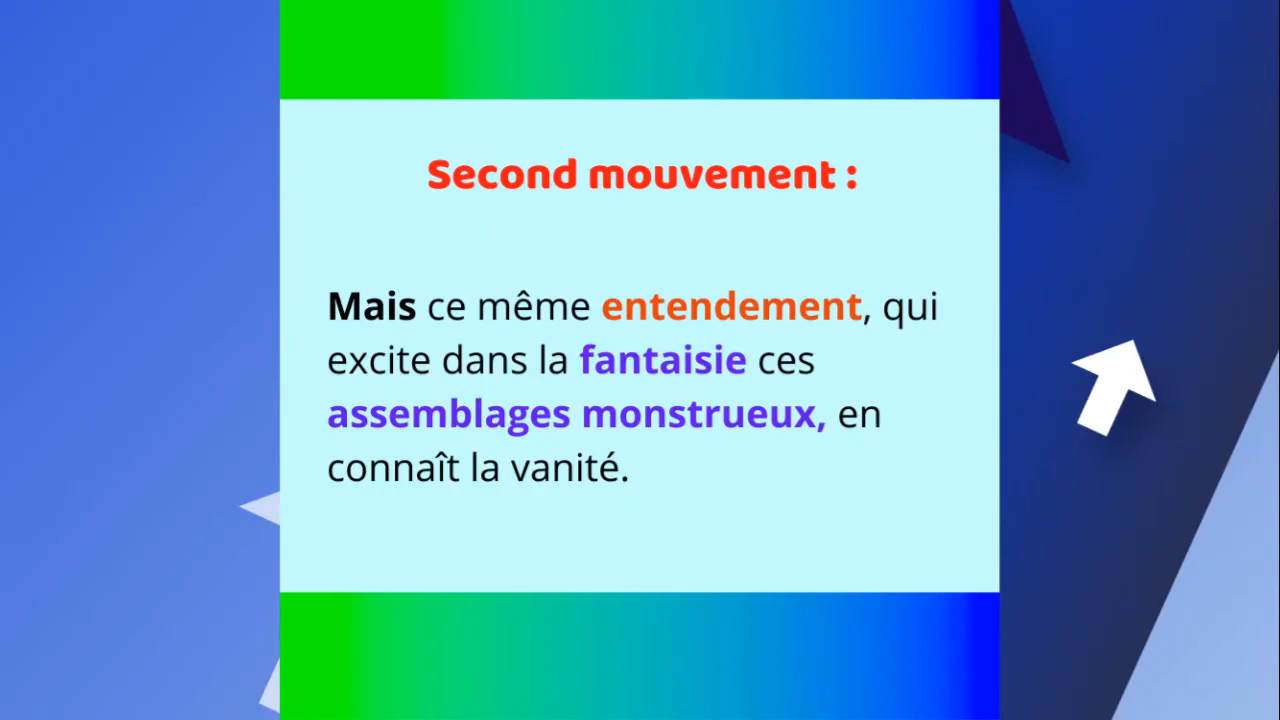 Second mouvement :
Mais ce même entendement, qui
excite dans la fantaisie ces
assemblages monstrueux, en
connaît la vanité.